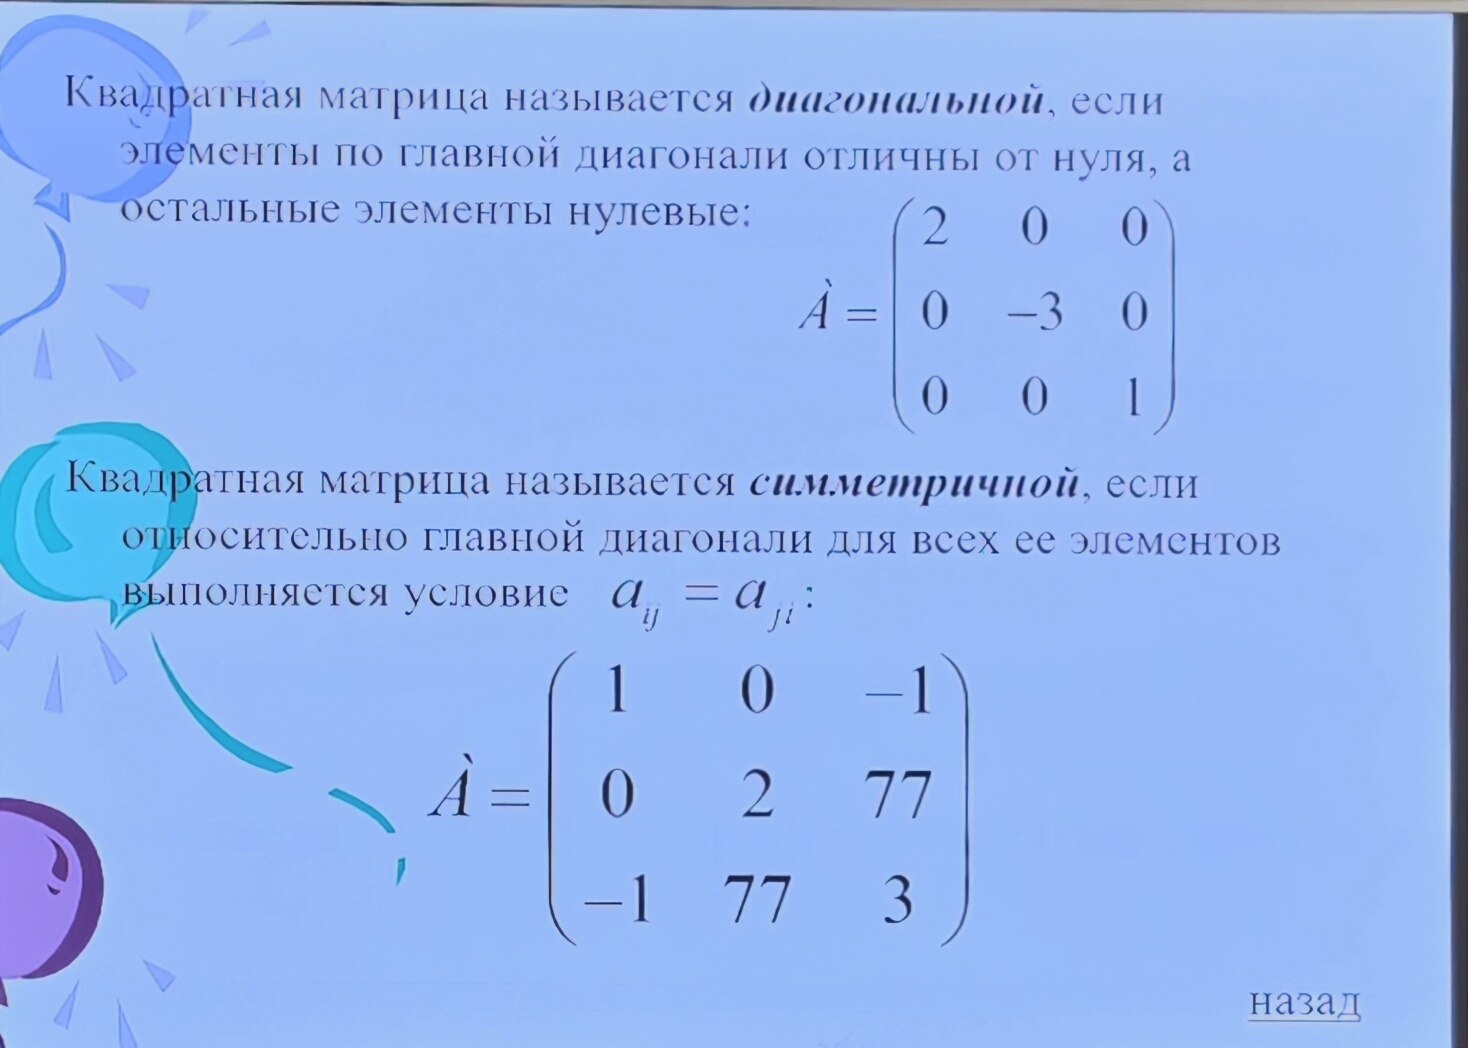 Квадратная матрица называется диагональной, если
элементы по главной диагонали отличны от нуля, а
остальные элементы нулевые:
2 0 0
À = 0 −3 0
0 0 1
Квадратная матрица называется симметричной, если
относительно главной диагонали для всех ее элементов
выполняется условие a_ij = a_ji :
1 0 −1
À = 0 2 77
−1 77 3
назад